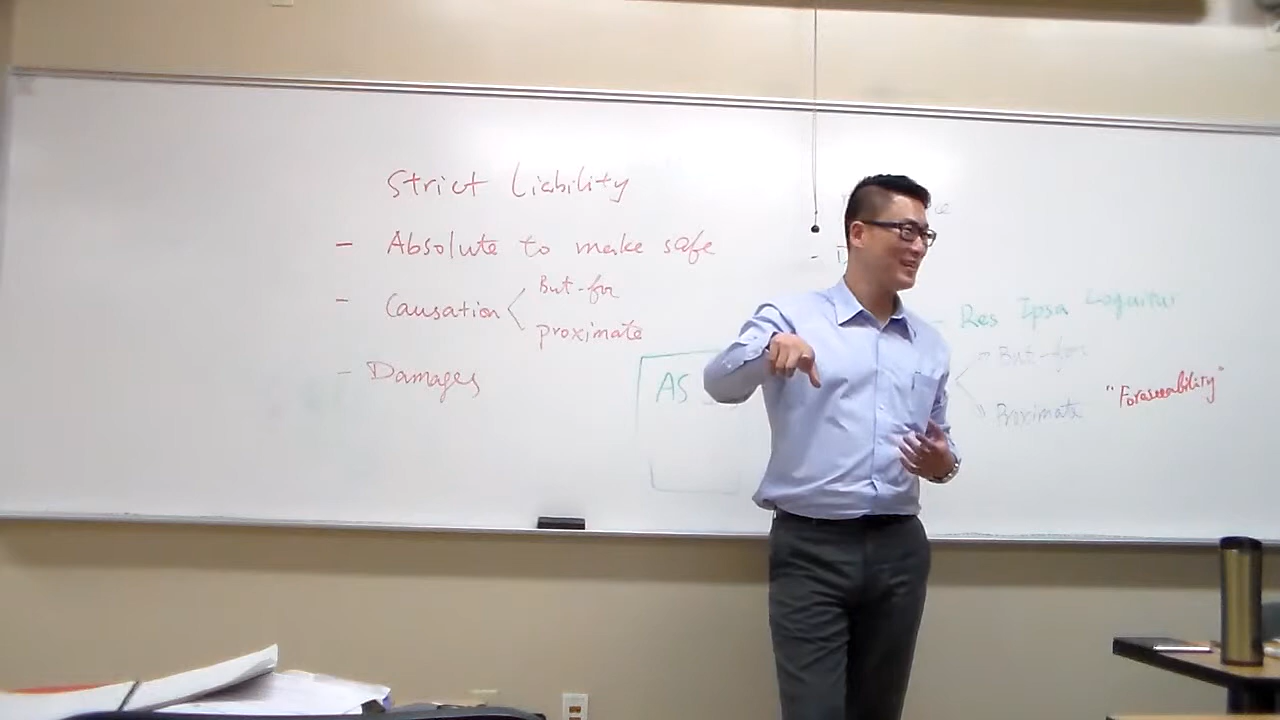 Strict Liability
- Absolute to make safe
- Causation < But-for
proximate
- Damages
AS
- Res Ipsa Loquitur
But-for
Proximate "Foreseeability"